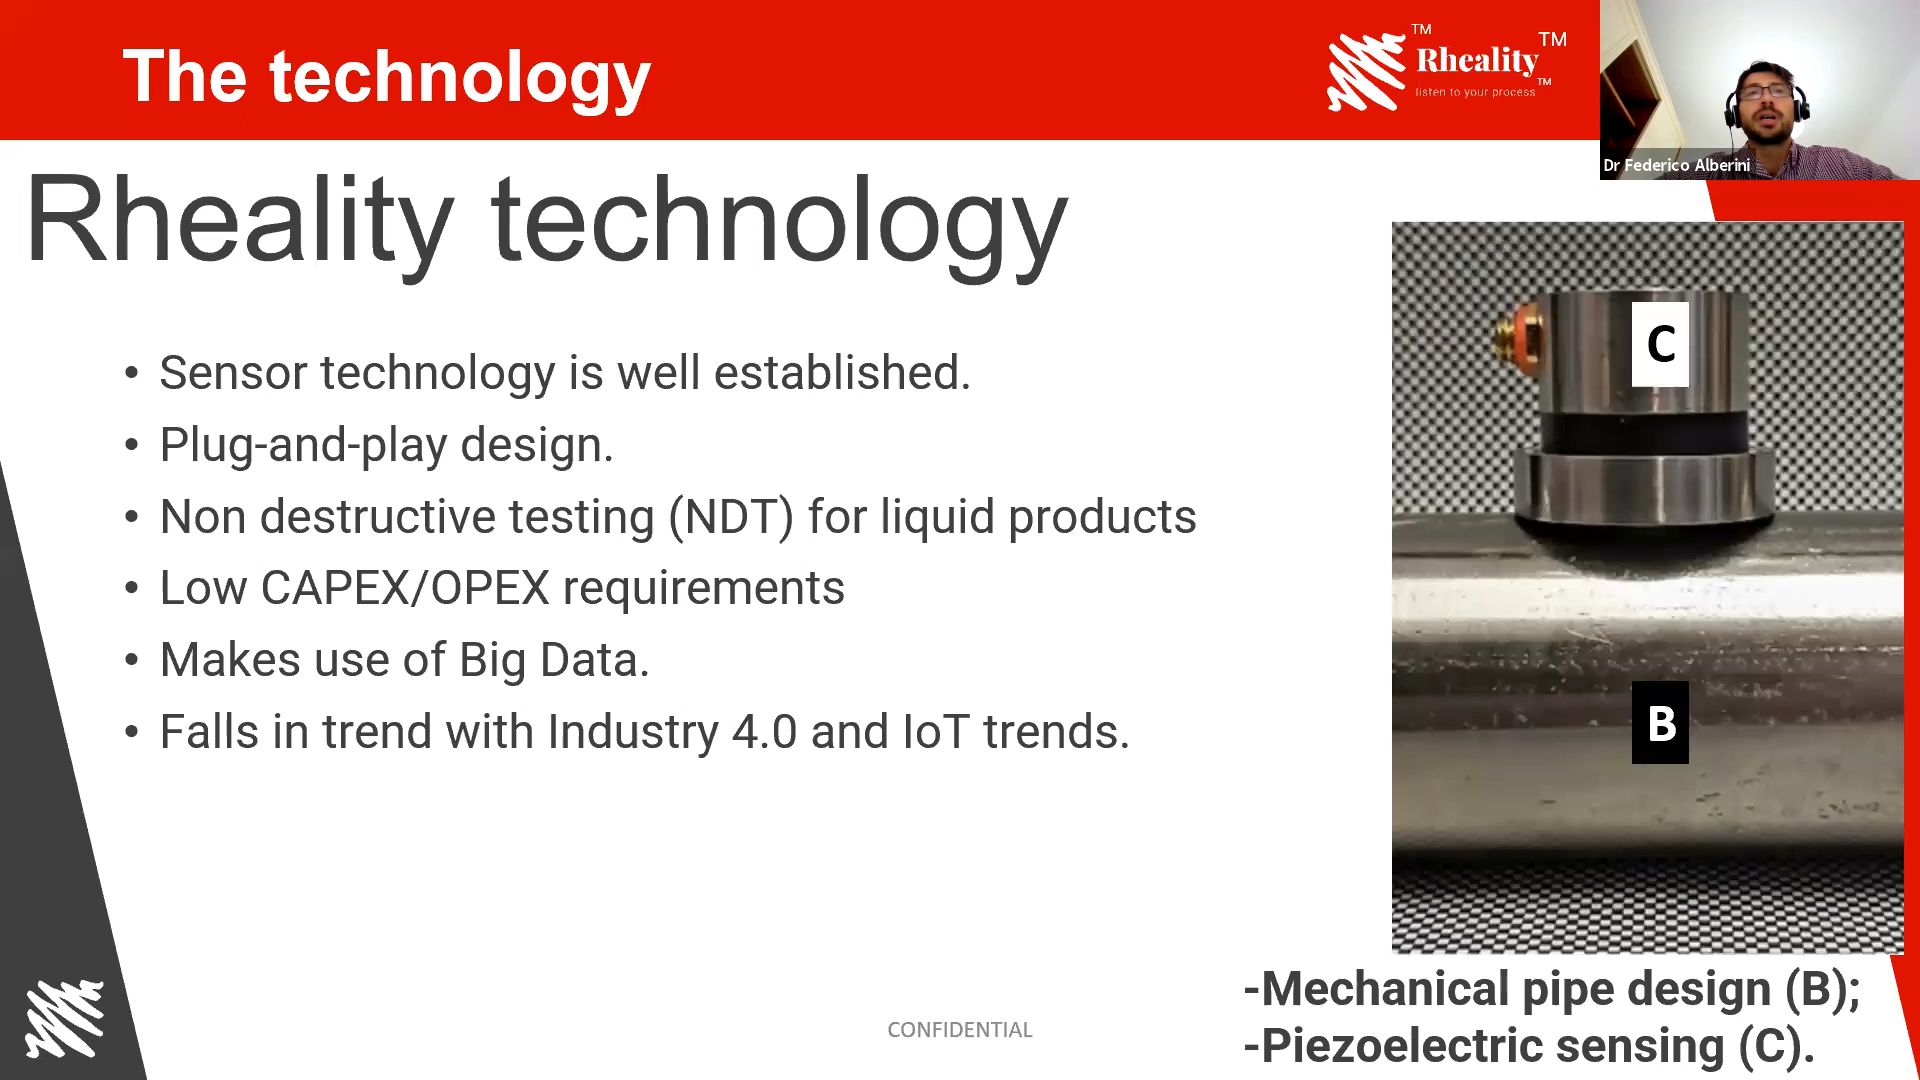 The technology
TM
Rheality TM
listen to your process TM
Dr Federico Alberini
Rheality technology
• Sensor technology is well established.
• Plug-and-play design.
• Non destructive testing (NDT) for liquid products
• Low CAPEX/OPEX requirements
• Makes use of Big Data.
• Falls in trend with Industry 4.0 and IoT trends.
C
B
-Mechanical pipe design (B);
-Piezoelectric sensing (C).
CONFIDENTIAL